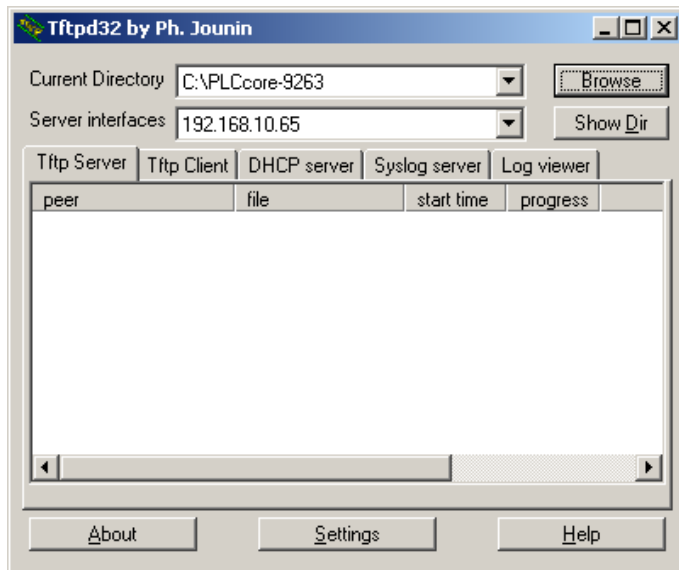 Tftpd32 by Ph. Jounin
Current Directory C:\PLCcore-9263 Browse
Server interfaces 192.168.10.65 Show Dir
Tftp Server Tftp Client DHCP server Syslog server Log viewer
peer file start time progress
About Settings Help